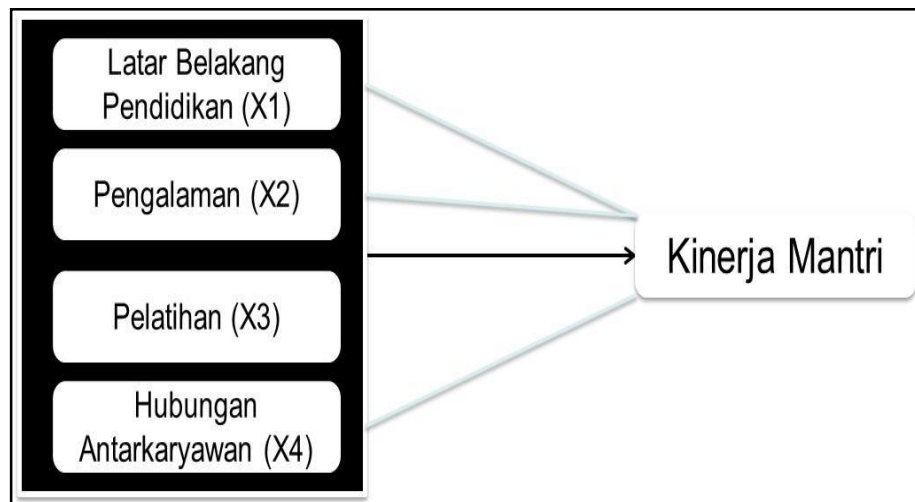 Latar Belakang
Pendidikan (X1)
Pengalaman (X2)
Pelatihan (X3)
Hubungan
Antarkaryawan (X4)
Kinerja Mantri